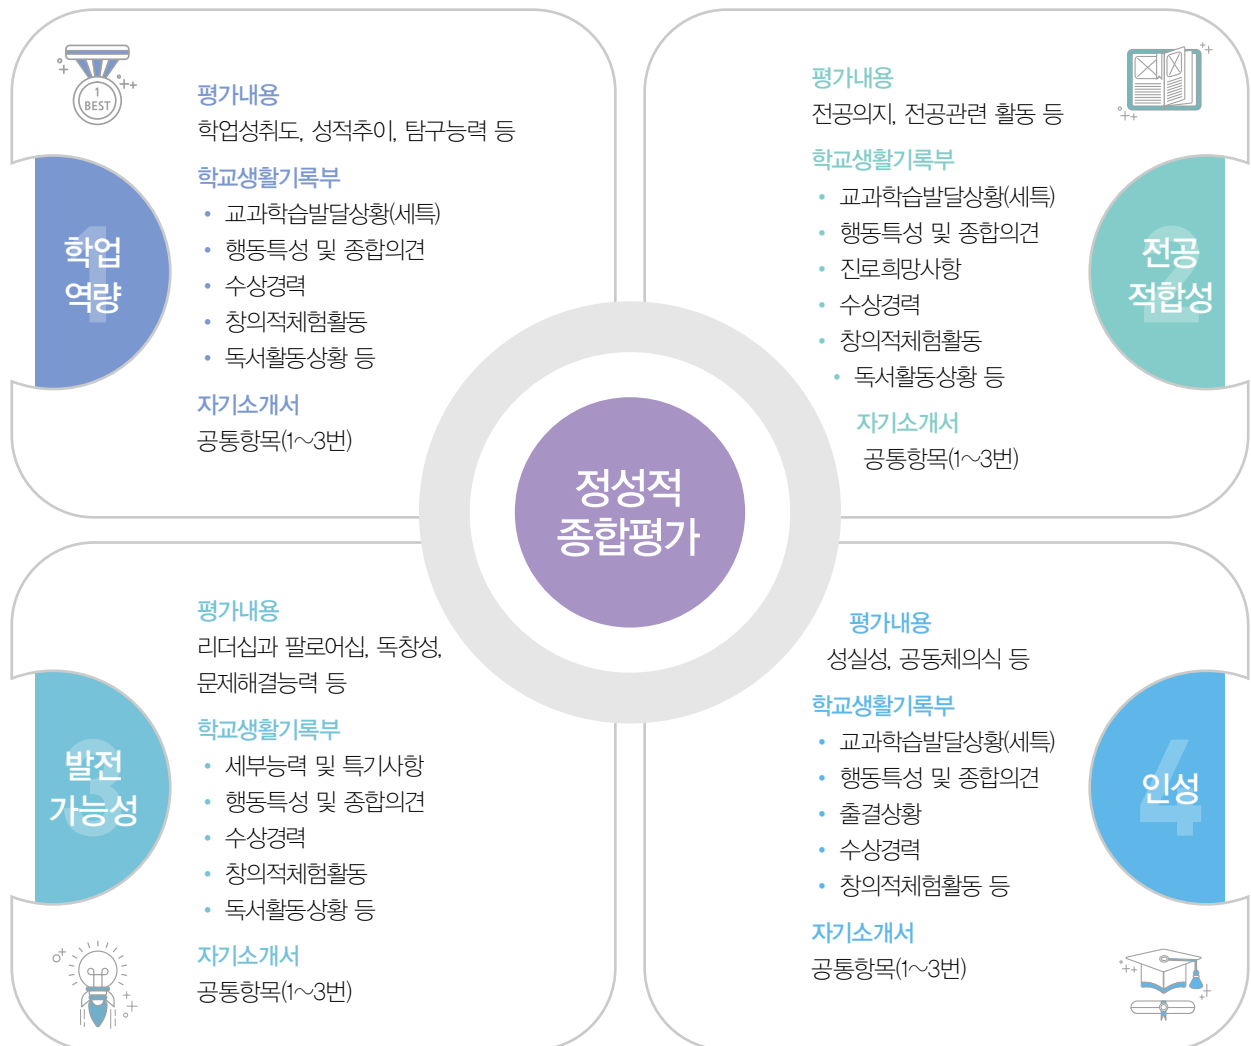 1
BEST
1
학업
역량
평가내용
학업성취도, 성적추이, 탐구능력 등
학교생활기록부
• 교과학습발달상황(세특)
• 행동특성 및 종합의견
• 수상경력
• 창의적체험활동
• 독서활동상황 등
자기소개서
공통항목(1~3번)
2
전공
적합성
평가내용
전공의지, 전공관련 활동 등
학교생활기록부
• 교과학습발달상황(세특)
• 행동특성 및 종합의견
• 진로희망사항
• 수상경력
• 창의적체험활동
• 독서활동상황 등
자기소개서
공통항목(1~3번)
정성적
종합평가
3
발전
가능성
평가내용
리더십과 팔로어십, 독창성,
문제해결능력 등
학교생활기록부
• 세부능력 및 특기사항
• 행동특성 및 종합의견
• 수상경력
• 창의적체험활동
• 독서활동상황 등
자기소개서
공통항목(1~3번)
4
인성
평가내용
성실성, 공동체의식 등
학교생활기록부
• 교과학습발달상황(세특)
• 행동특성 및 종합의견
• 출결상황
• 수상경력
• 창의적체험활동 등
자기소개서
공통항목(1~3번)